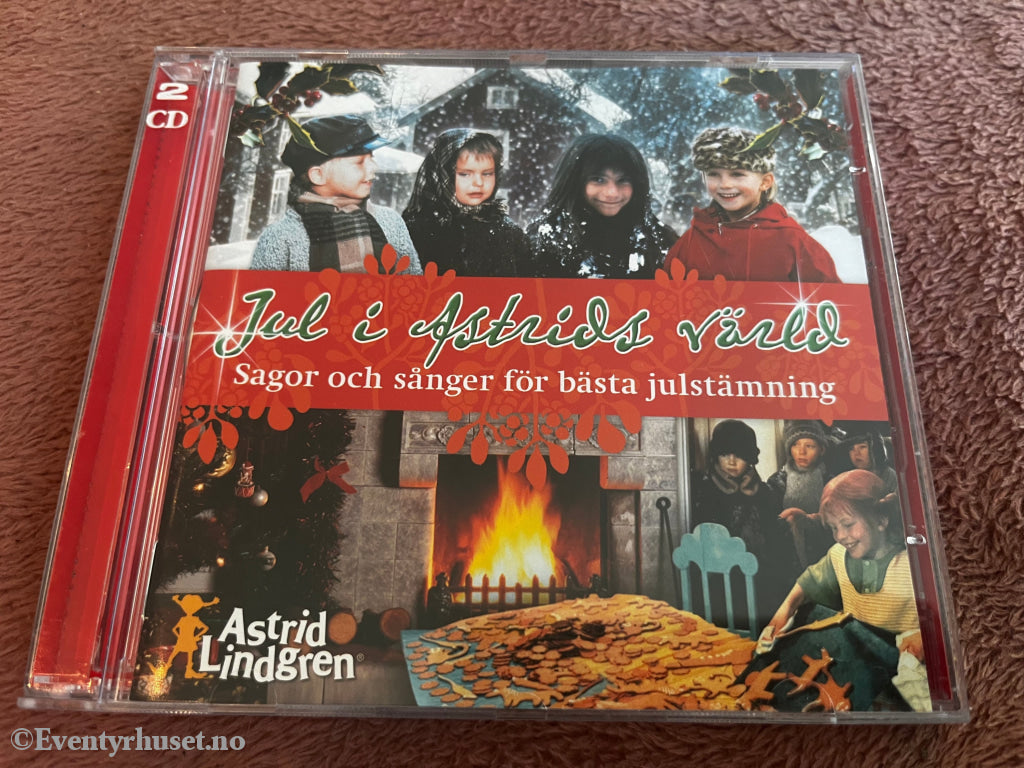 2
CD
Jul i Astrids värld
Sagor och sånger för bästa julstämning
Astrid
Lindgren®
©Eventyrhuset.no